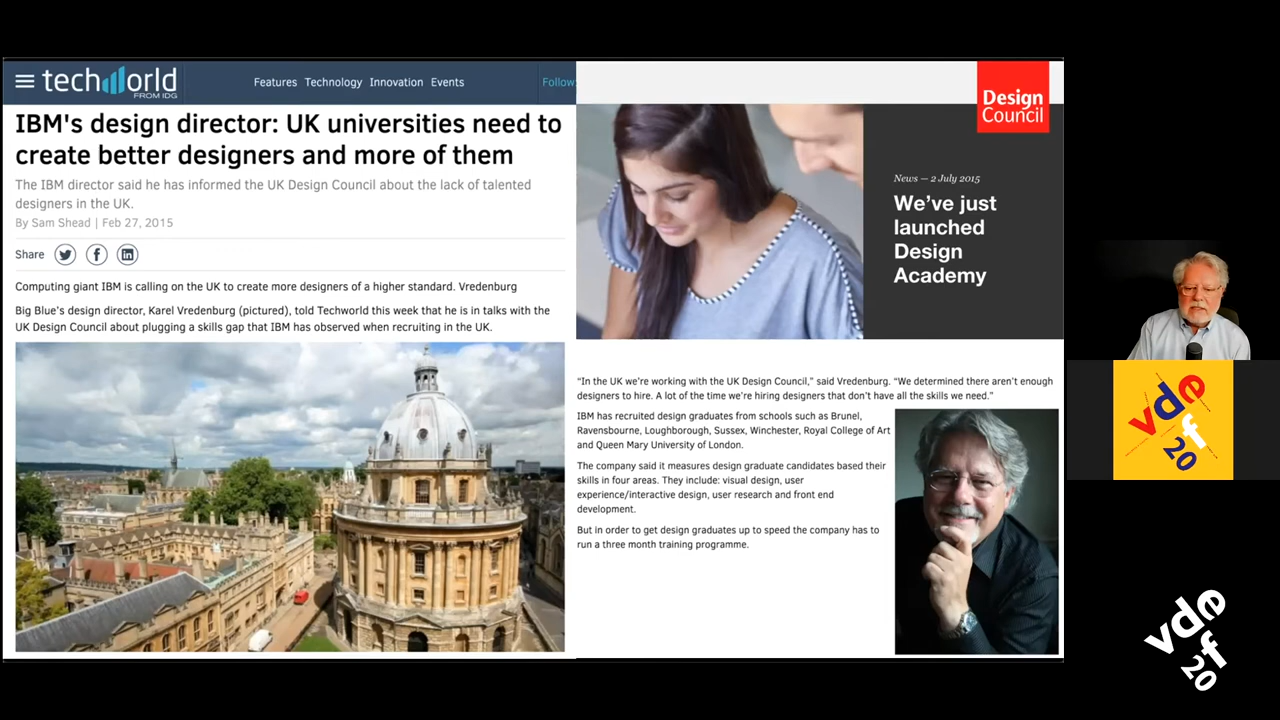 techworld
FROM IDG
Features Technology Innovation Events
Follow
IBM's design director: UK universities need to
create better designers and more of them
The IBM director said he has informed the UK Design Council about the lack of talented
designers in the UK.
By Sam Shead | Feb 27, 2015
Share
Computing giant IBM is calling on the UK to create more designers of a higher standard. Vredenburg
Big Blue's design director, Karel Vredenburg (pictured), told Techworld this week that he is in talks with the
UK Design Council about plugging a skills gap that IBM has observed when recruiting in the UK.
Design
Council
News — 2 July 2015
We've just
launched
Design
Academy
“In the UK we're working with the UK Design Council,” said Vredenburg. “We determined there aren't enough
designers to hire. A lot of the time we're hiring designers that don't have all the skills we need.”
IBM has recruited design graduates from schools such as Brunel,
Ravensbourne, Loughborough, Sussex, Winchester, Royal College of Art
and Queen Mary University of London.
The company said it measures design graduate candidates based their
skills in four areas. They include: visual design, user
experience/interactive design, user research and front end
development.
But in order to get design graduates up to speed the company has to
run a three month training programme.
vdef
20
vdef
20